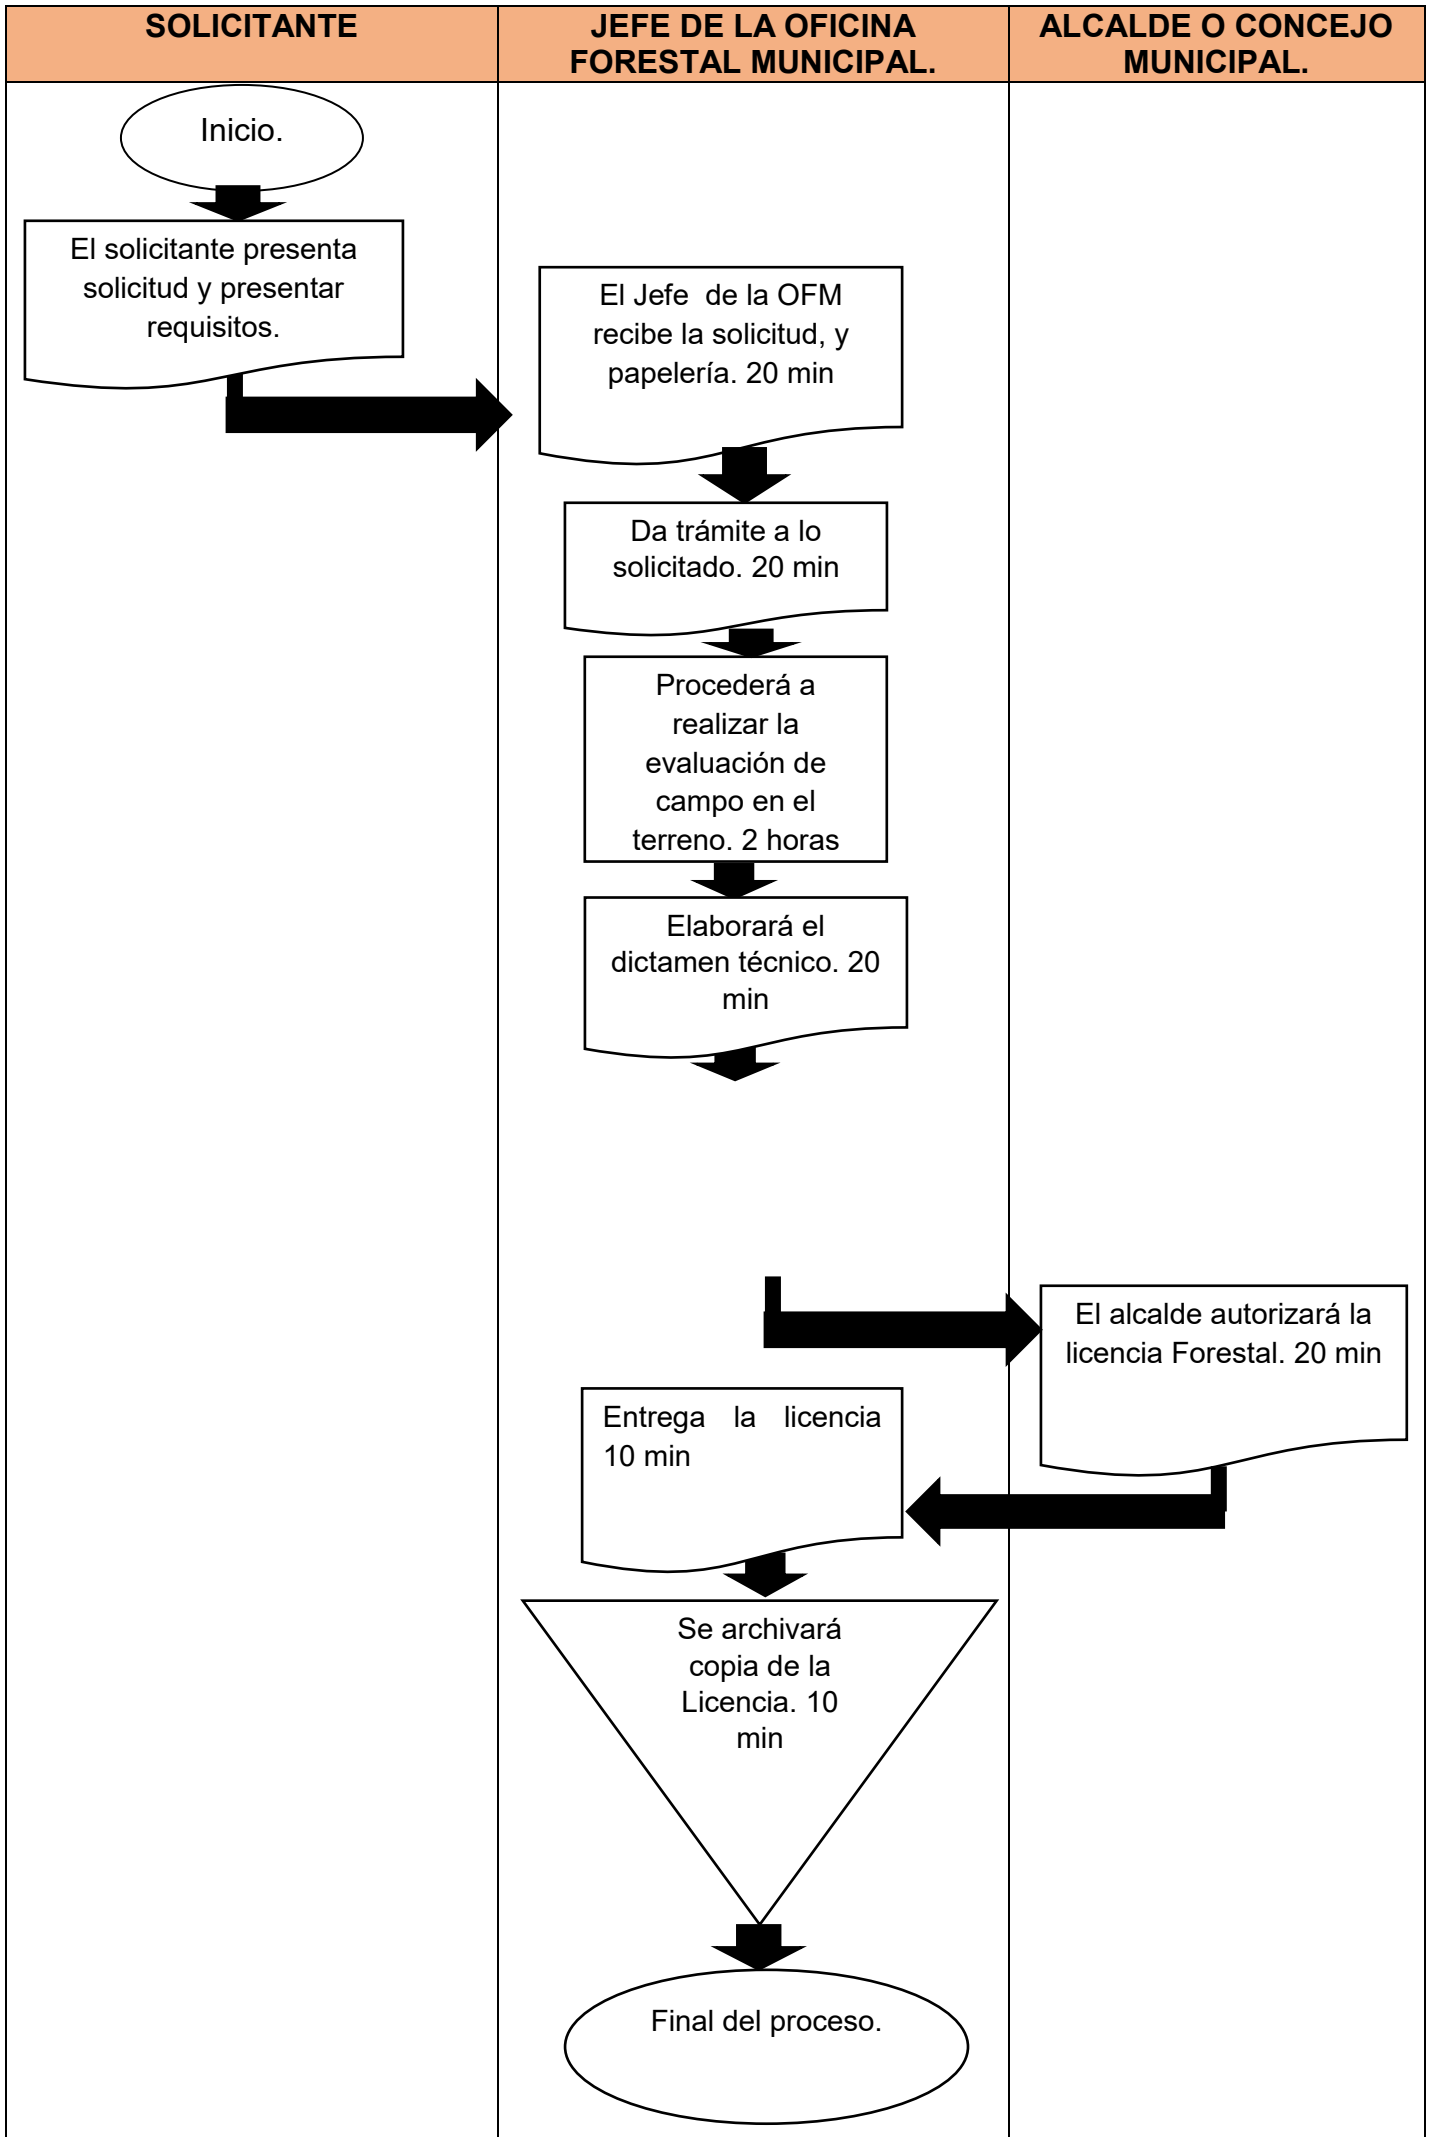 SOLICITANTE
JEFE DE LA OFICINA
FORESTAL MUNICIPAL.
ALCALDE O CONCEJO
MUNICIPAL.
Inicio.
El solicitante presenta
solicitud y presentar
requisitos.
El Jefe de la OFM
recibe la solicitud, y
papelería. 20 min
Da trámite a lo
solicitado. 20 min
Procederá a
realizar la
evaluación de
campo en el
terreno. 2 horas
Elaborará el
dictamen técnico. 20
min
El alcalde autorizará la
licencia Forestal. 20 min
Entrega la licencia
10 min
Se archivará
copia de la
Licencia. 10
min
Final del proceso.